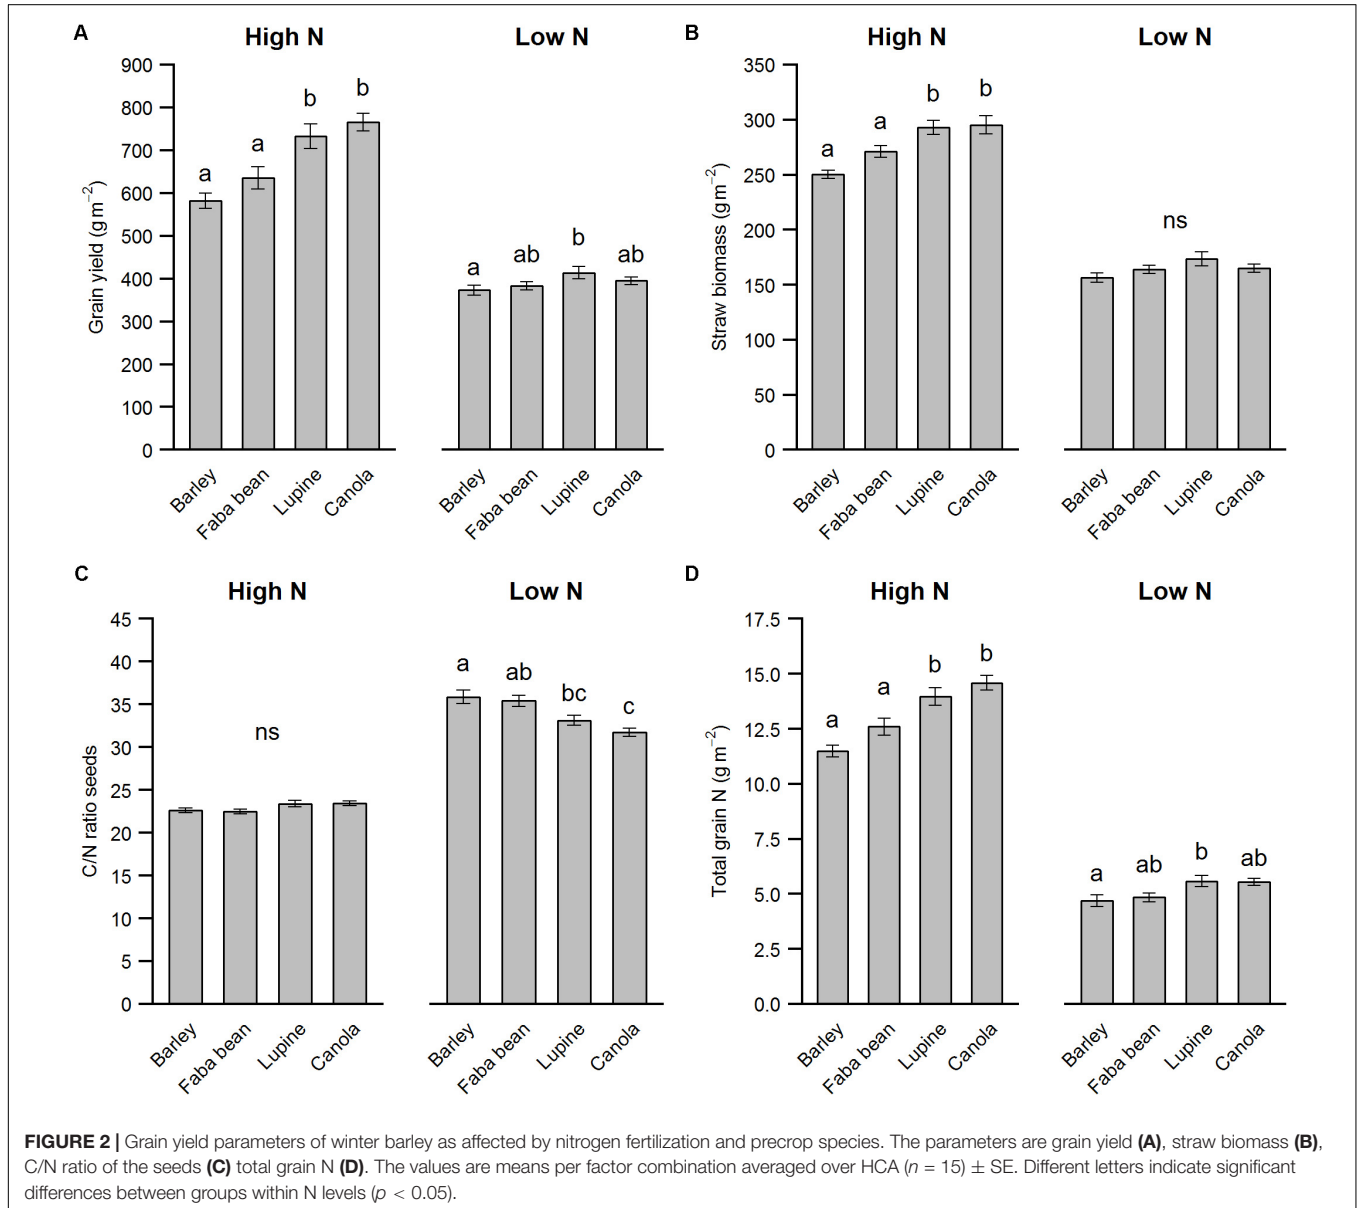 A
High N
Low N
900
800
700
600
500
400
300
200
100
0
Grain yield (g m−2)
a
a
b
b
a
ab
b
ab
Barley
Faba bean
Lupine
Canola
Barley
Faba bean
Lupine
Canola
B
High N
Low N
350
300
250
200
150
100
50
0
Straw biomass (g m−2)
a
a
b
b
ns
Barley
Faba bean
Lupine
Canola
Barley
Faba bean
Lupine
Canola
C
High N
Low N
45
40
35
30
25
20
15
10
5
0
C/N ratio seeds
ns
a
ab
bc
c
Barley
Faba bean
Lupine
Canola
Barley
Faba bean
Lupine
Canola
D
High N
Low N
17.5
15.0
12.5
10.0
7.5
5.0
2.5
0.0
Total grain N (g m−2)
a
a
b
b
a
ab
b
ab
Barley
Faba bean
Lupine
Canola
Barley
Faba bean
Lupine
Canola
FIGURE 2 | Grain yield parameters of winter barley as affected by nitrogen fertilization and precrop species. The parameters are grain yield (A), straw biomass (B),
C/N ratio of the seeds (C) total grain N (D). The values are means per factor combination averaged over HCA (n = 15) ± SE. Different letters indicate significant
differences between groups within N levels (p < 0.05).